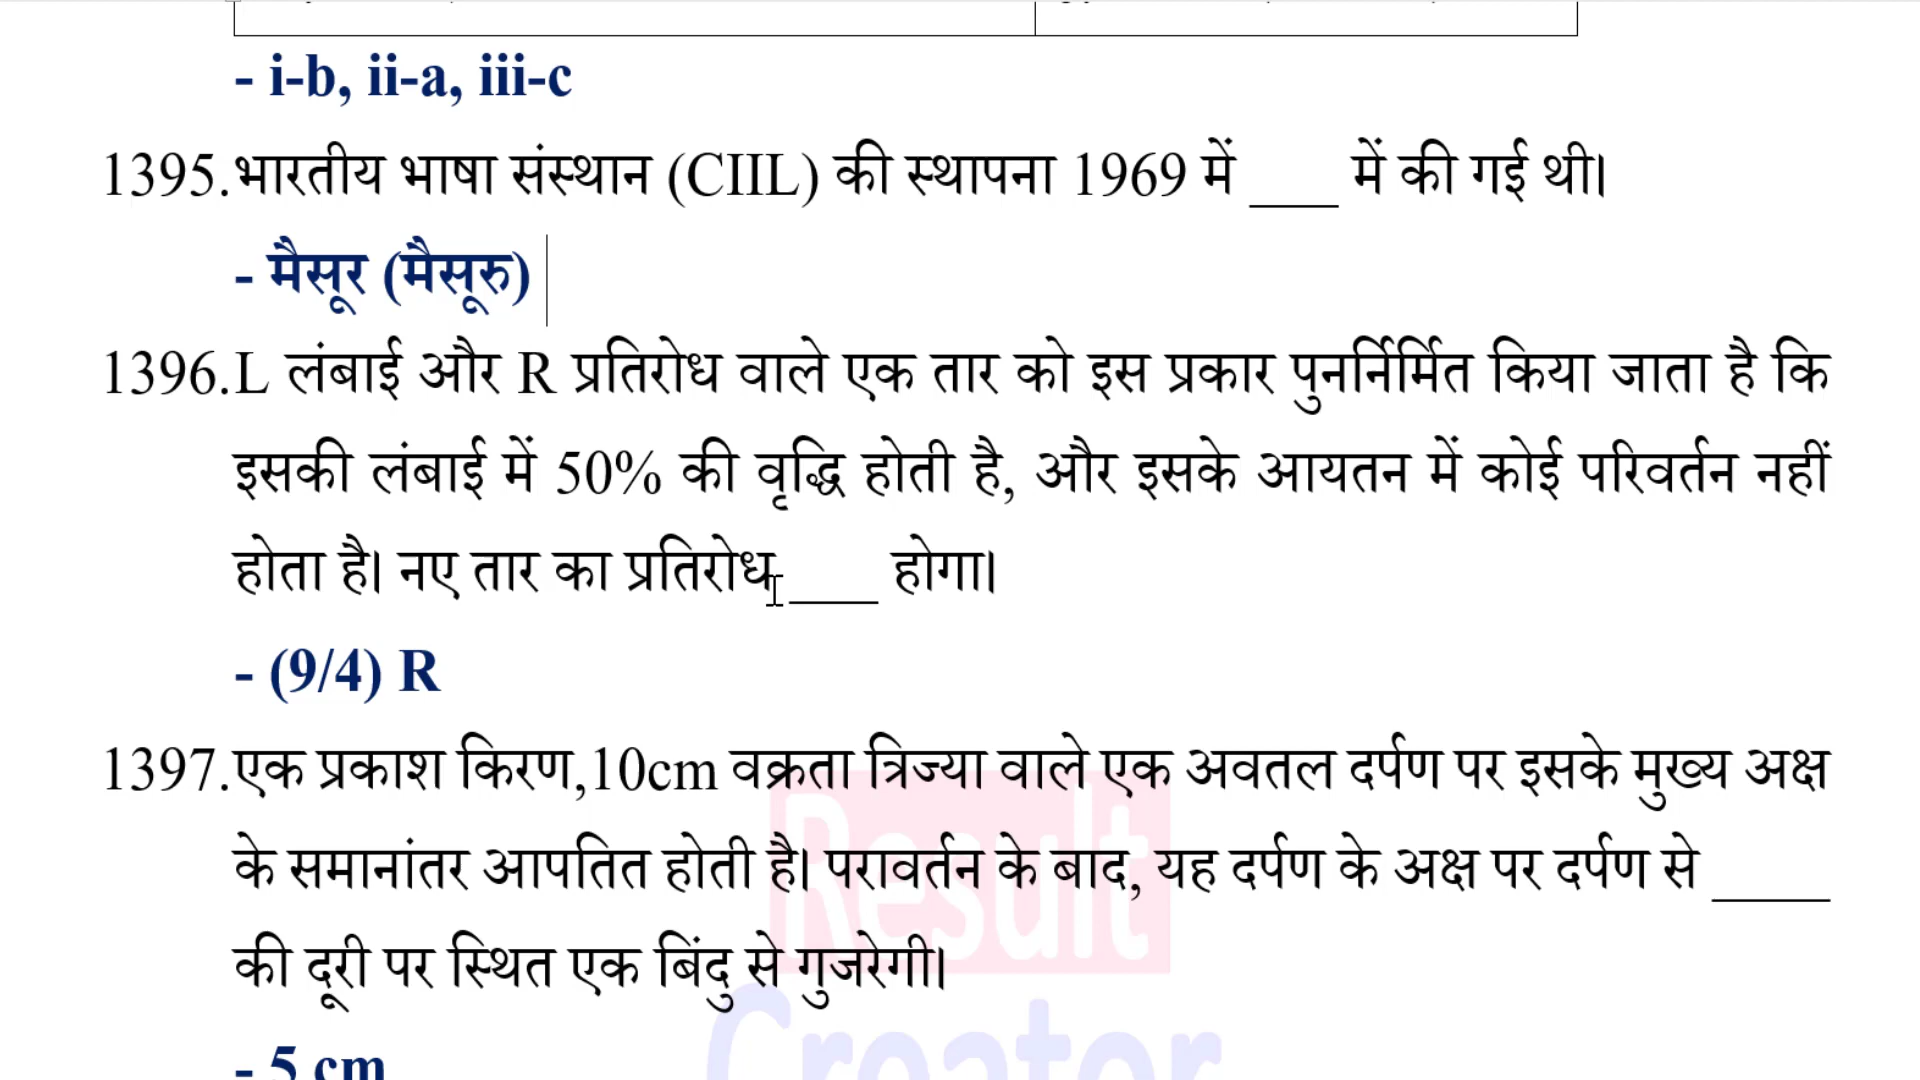 - i-b, ii-a, iii-c
1395.भारतीय भाषा संस्थान (CIIL) की स्थापना 1969 में ___ में की गई थी।
- मैसूर (मैसूरु)
1396.L लंबाई और R प्रतिरोध वाले एक तार को इस प्रकार पुनर्निर्मित किया जाता है कि
इसकी लंबाई में 50% की वृद्धि होती है, और इसके आयतन में कोई परिवर्तन नहीं
होता है। नए तार का प्रतिरोध ___ होगा।
- (9/4) R
1397.एक प्रकाश किरण,10cm वक्रता त्रिज्या वाले एक अवतल दर्पण पर इसके मुख्य अक्ष
के समानांतर आपतित होती है। परावर्तन के बाद, यह दर्पण के अक्ष पर दर्पण से ____
की दूरी पर स्थित एक बिंदु से गुजरेगी।
- 5 cm
Result
Creator